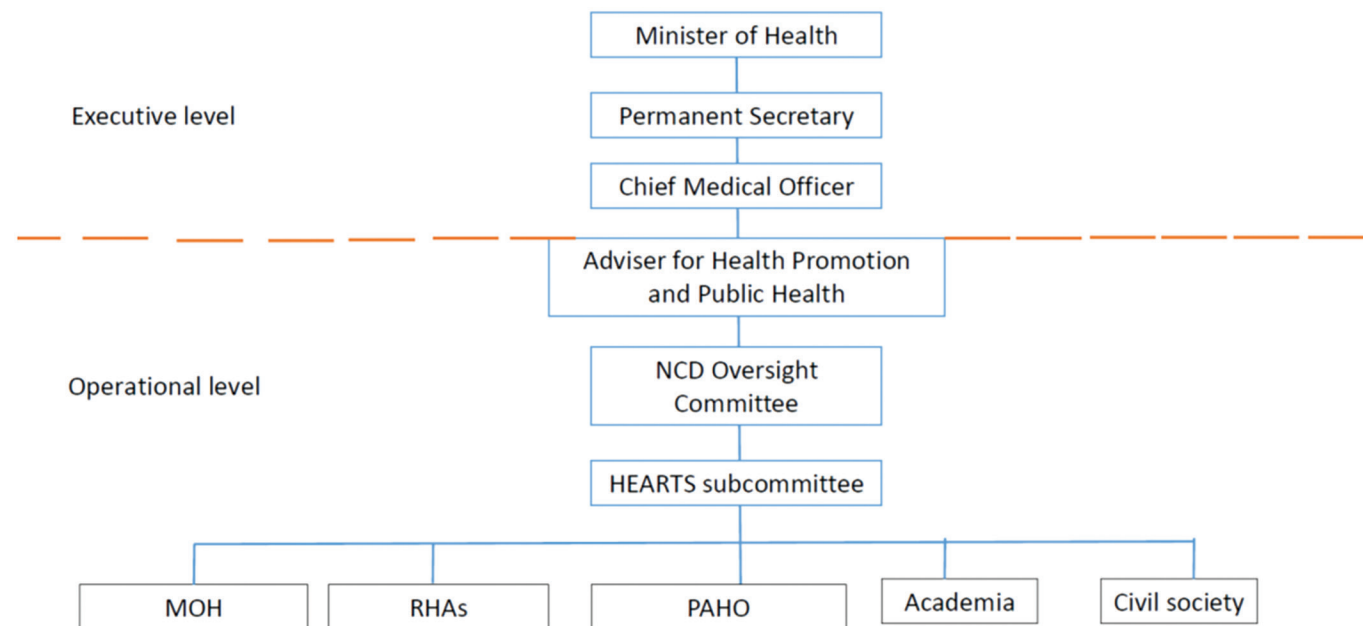 Minister of Health
Executive level
Permanent Secretary
Chief Medical Officer
Adviser for Health Promotion
and Public Health
Operational level
NCD Oversight
Committee
HEARTS subcommittee
MOH
RHAs
PAHO
Academia
Civil society